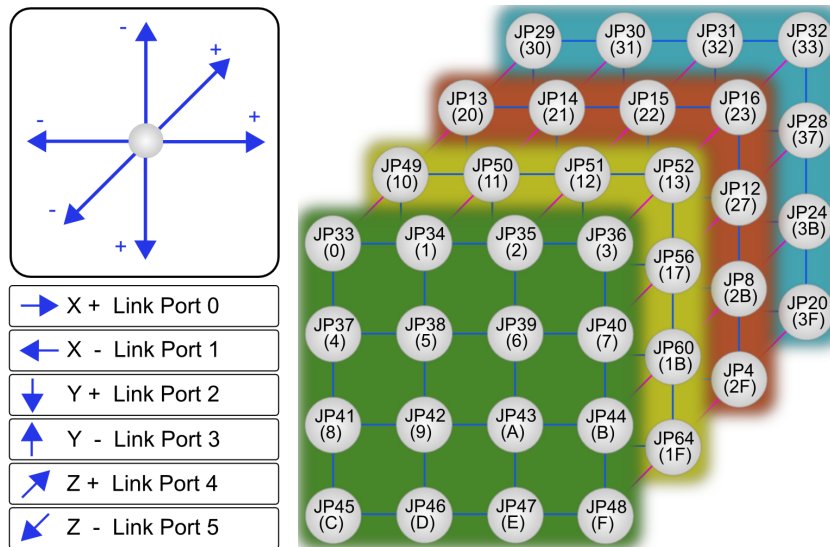 -
+
-
+
-
+
X + Link Port 0
X - Link Port 1
Y + Link Port 2
Y - Link Port 3
Z + Link Port 4
Z - Link Port 5
JP29
(30)
JP30
(31)
JP31
(32)
JP32
(33)
JP28
(37)
JP24
(3B)
JP20
(3F)
JP13
(20)
JP14
(21)
JP15
(22)
JP16
(23)
JP12
(27)
JP8
(2B)
JP4
(2F)
JP49
(10)
JP50
(11)
JP51
(12)
JP52
(13)
JP56
(17)
JP60
(1B)
JP64
(1F)
JP33
(0)
JP34
(1)
JP35
(2)
JP36
(3)
JP37
(4)
JP38
(5)
JP39
(6)
JP40
(7)
JP41
(8)
JP42
(9)
JP43
(A)
JP44
(B)
JP45
(C)
JP46
(D)
JP47
(E)
JP48
(F)